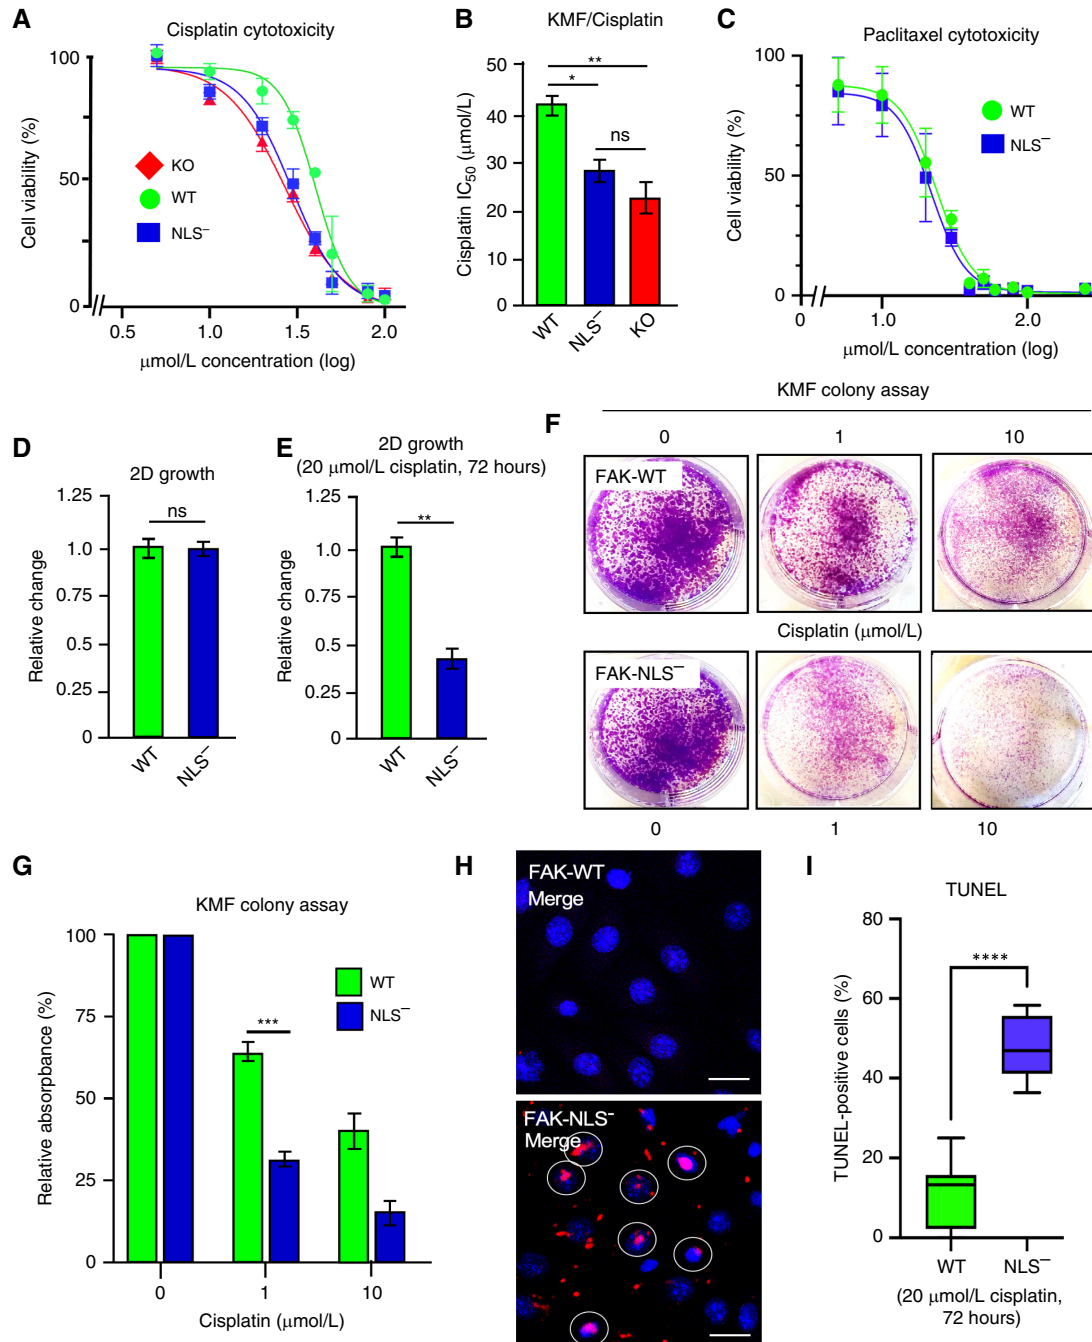 A
Cisplatin cytotoxicity
Cell viability (%)
100
50
0
KO
WT
NLS⁻
0.5
1.0
1.5
2.0
μmol/L concentration (log)
B
KMF/Cisplatin
Cisplatin IC₅₀ (μmol/L)
50
40
30
20
10
0
**
*
ns
WT
NLS⁻
KO
C
Paclitaxel cytotoxicity
Cell viability (%)
100
50
0
WT
NLS⁻
0
1.0
2.0
μmol/L concentration (log)
D
2D growth
Relative change
1.25
1.0
0.75
0.5
0.25
0
ns
WT
NLS⁻
E
2D growth
(20 μmol/L cisplatin, 72 hours)
Relative change
1.25
1.0
0.75
0.5
0.25
0
**
WT
NLS⁻
F
KMF colony assay
0
1
10
FAK-WT
Cisplatin (μmol/L)
FAK-NLS⁻
0
1
10
G
KMF colony assay
Relative absorpbance (%)
100
75
50
25
0
***
WT
NLS⁻
0
1
10
Cisplatin (μmol/L)
H
FAK-WT
Merge
FAK-NLS⁻
Merge
I
TUNEL
TUNEL-positive cells (%)
80
60
40
20
0
****
WT
NLS⁻
(20 μmol/L cisplatin,
72 hours)